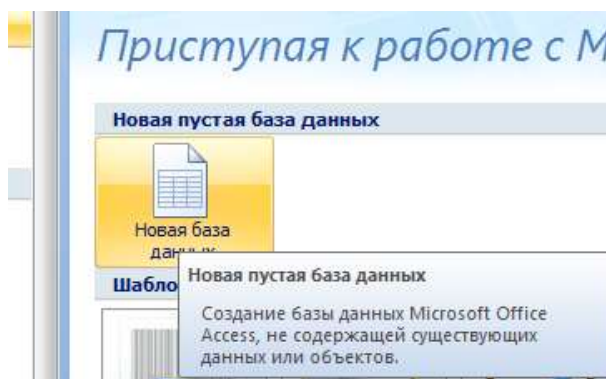 Приступая к работе с М
Новая пустая база данных
Новая база
данных
Шабло
Новая пустая база данных
Создание базы данных Microsoft Office
Access, не содержащей существующих
данных или объектов.